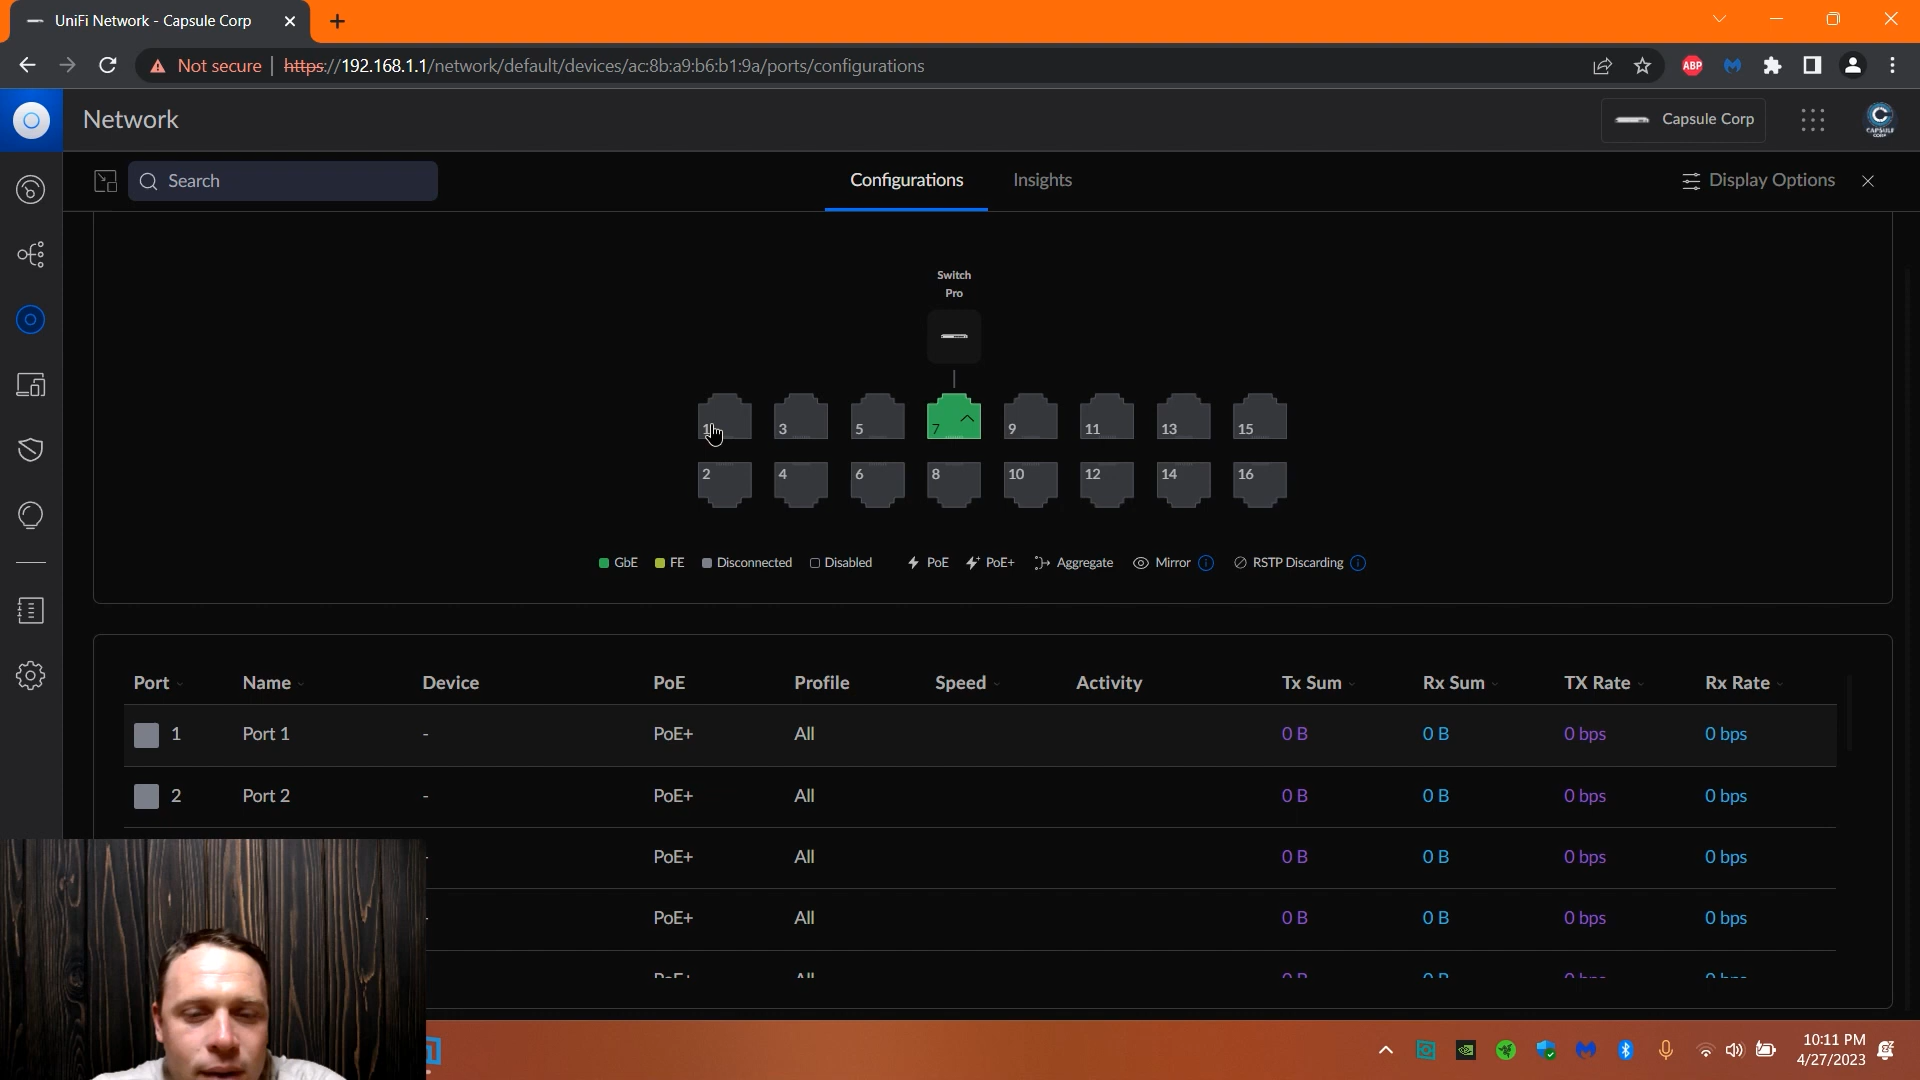 UniFi Network - Capsule Corp
Not secure | https://192.168.1.1/network/default/devices/ac:8b:a9:b6:b1:9a/ports/configurations
ABP
Network
Capsule Corp
CAPSULE CORP
Search
Configurations
Insights
Display Options
Switch
Pro
1 3 5 7 9 11 13 15
2 4 6 8 10 12 14 16
GbE FE Disconnected Disabled PoE PoE+ Aggregate Mirror RSTP Discarding
Port Name Device PoE Profile Speed Activity Tx Sum Rx Sum TX Rate Rx Rate
1 Port 1 - PoE+ All 0 B 0 B 0 bps 0 bps
2 Port 2 - PoE+ All 0 B 0 B 0 bps 0 bps
- PoE+ All 0 B 0 B 0 bps 0 bps
- PoE+ All 0 B 0 B 0 bps 0 bps
10:11 PM
4/27/2023